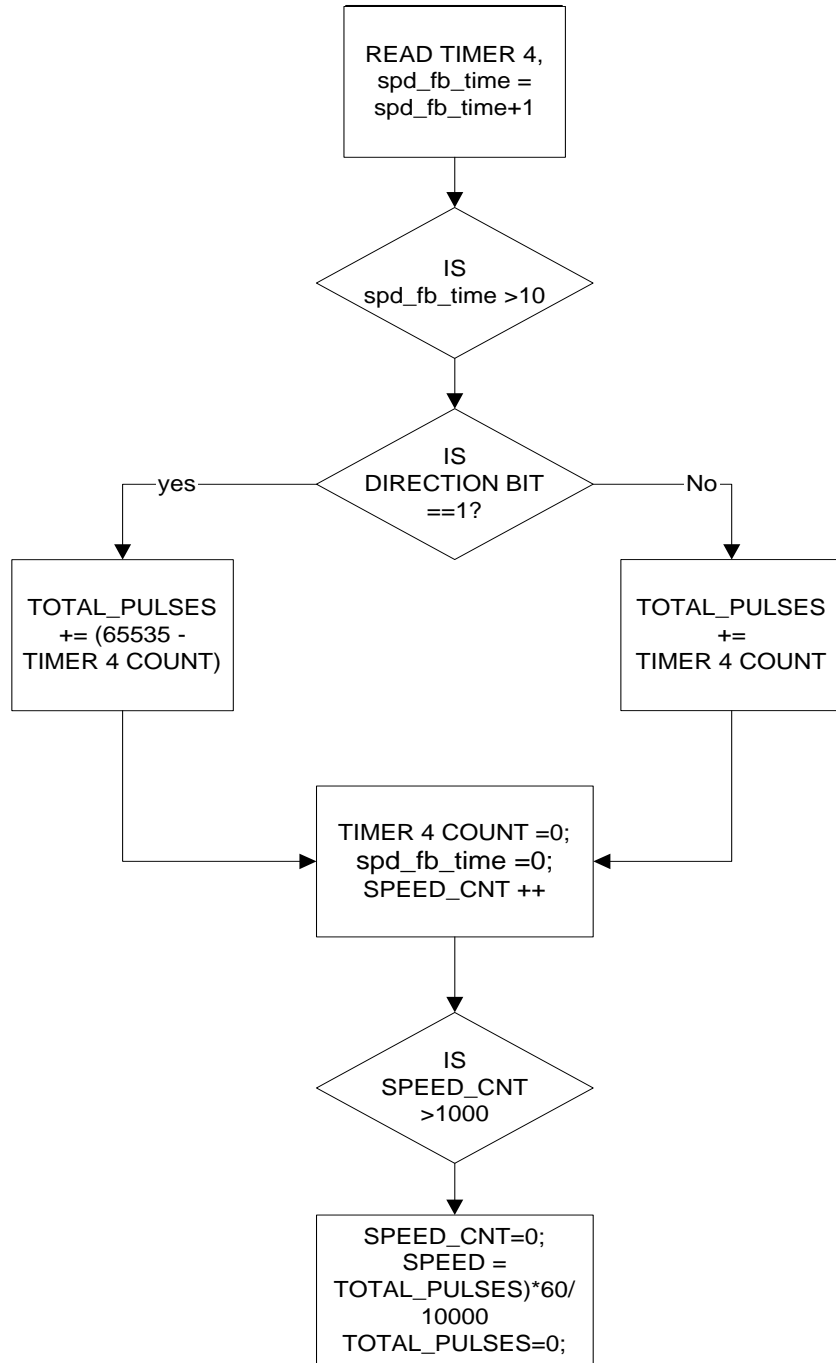 READ TIMER 4,
spd_fb_time =
spd_fb_time+1
IS
spd_fb_time >10
IS
DIRECTION BIT
==1?
yes
No
TOTAL_PULSES
+= (65535 -
TIMER 4 COUNT)
TOTAL_PULSES
+=
TIMER 4 COUNT
TIMER 4 COUNT =0;
spd_fb_time =0;
SPEED_CNT ++
IS
SPEED_CNT
>1000
SPEED_CNT=0;
SPEED =
TOTAL_PULSES)*60/
10000
TOTAL_PULSES=0;